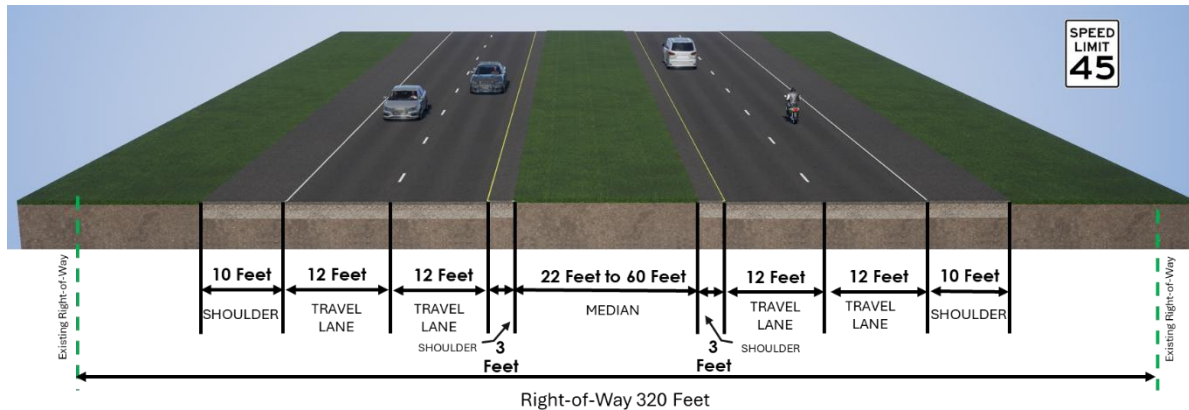 SPEED
LIMIT
45
10 Feet
12 Feet
12 Feet
22 Feet to 60 Feet
12 Feet
12 Feet
10 Feet
SHOULDER
TRAVEL
LANE
TRAVEL
LANE
MEDIAN
TRAVEL
LANE
TRAVEL
LANE
SHOULDER
SHOULDER
3
Feet
3
Feet
SHOULDER
Existing Right-of-Way
Existing Right-of-Way
Right-of-Way 320 Feet